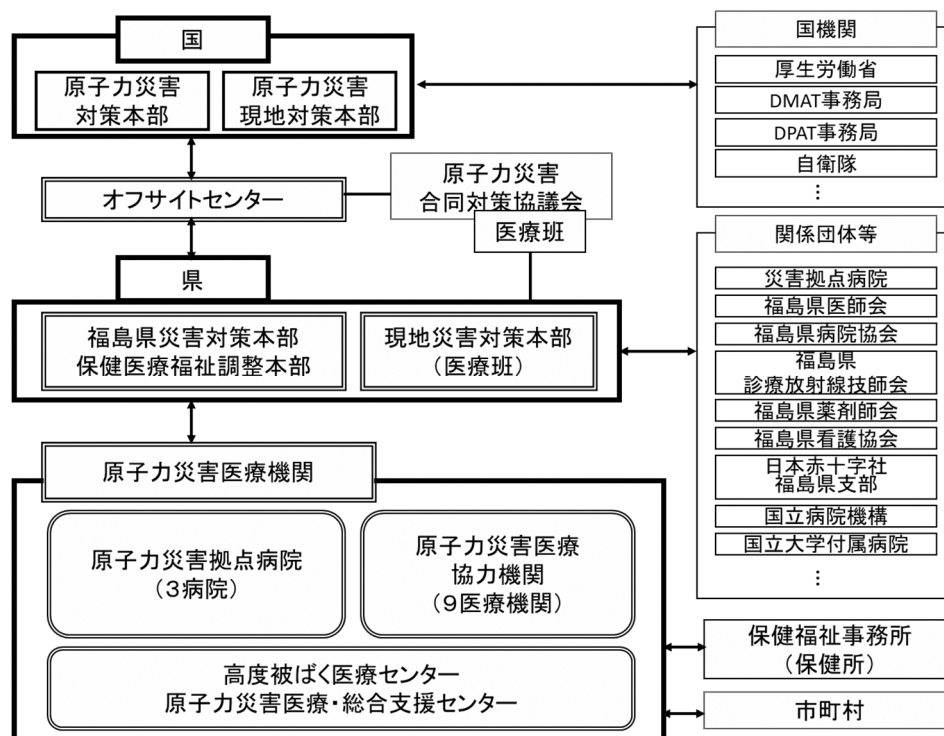 国
原子力災害
対策本部
原子力災害
現地対策本部
オフサイトセンター
原子力災害
合同対策協議会
医療班
県
福島県災害対策本部
保健医療福祉調整本部
現地災害対策本部
(医療班)
原子力災害医療機関
原子力災害拠点病院
(3病院)
原子力災害医療
協力機関
(9医療機関)
高度被ばく医療センター
原子力災害医療・総合支援センター
国機関
厚生労働省
DMAT事務局
DPAT事務局
自衛隊
⋮
関係団体等
災害拠点病院
福島県医師会
福島県病院協会
福島県
診療放射線技師会
福島県薬剤師会
福島県看護協会
日本赤十字社
福島県支部
国立病院機構
国立大学付属病院
⋮
保健福祉事務所
(保健所)
市町村